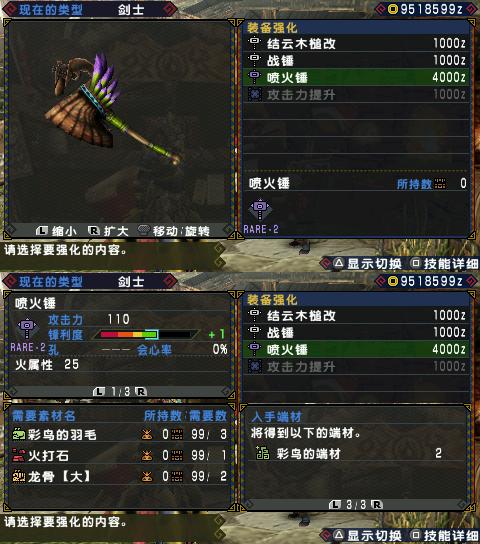 现在的类型 剑士
9518599z
装备强化
结云木槌改 1000z
战锤 1000z
喷火锤 4000z
攻击力提升 1000z
喷火锤 所持数 0
RARE-2
L 缩小 R 扩大 移动/旋转
请选择要强化的内容。
△显示切换 □技能详细
现在的类型 剑士
9518599z
喷火锤
攻击力 110
RARE-2
锋利度 +1
孔 --- 会心率 0%
火属性 25
L 1/3 R
装备强化
结云木槌改 1000z
战锤 1000z
喷火锤 4000z
攻击力提升 1000z
需要素材名 所持数 需要数
彩鸟的羽毛 0 99/ 3
火打石 0 99/ 1
龙骨【大】 0 99/ 2
入手端材
将得到以下的端材。
彩鸟的端材 2
L 3/3 R
请选择要强化的内容。
△显示切换 □技能详细